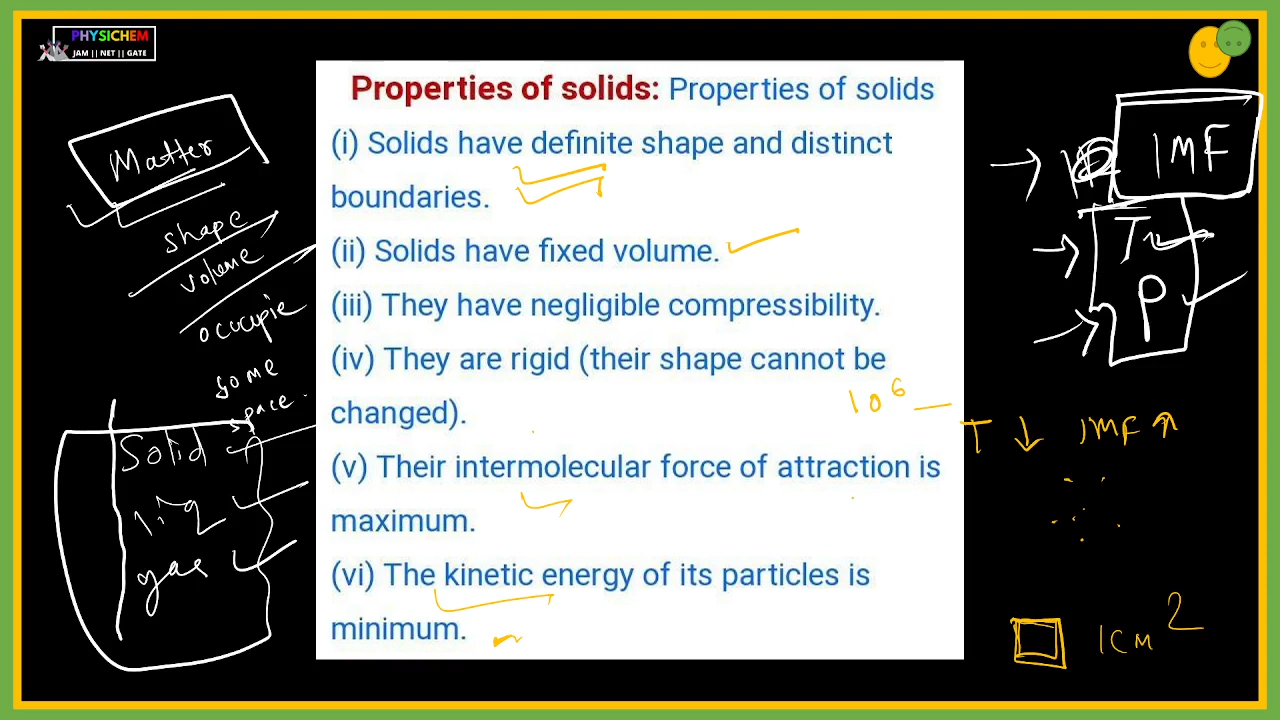 PHYSICHEM
JAM || NET || GATE
Matter
shape
volume
occupie
some
space.
Solid
liq
gas
Properties of solids: Properties of solids
(i) Solids have definite shape and distinct
boundaries.
(ii) Solids have fixed volume.
(iii) They have negligible compressibility.
(iv) They are rigid (their shape cannot be
changed).
(v) Their intermolecular force of attraction is
maximum.
(vi) The kinetic energy of its particles is
minimum.
IMF
T
P
10⁶
T ↓ IMF ↑
1cm²